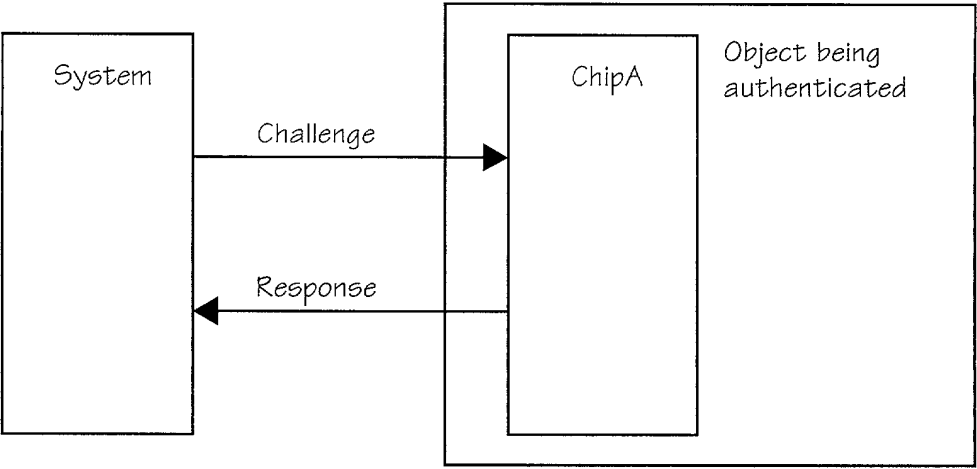 System
ChipA
Object being
authenticated
Challenge
Response